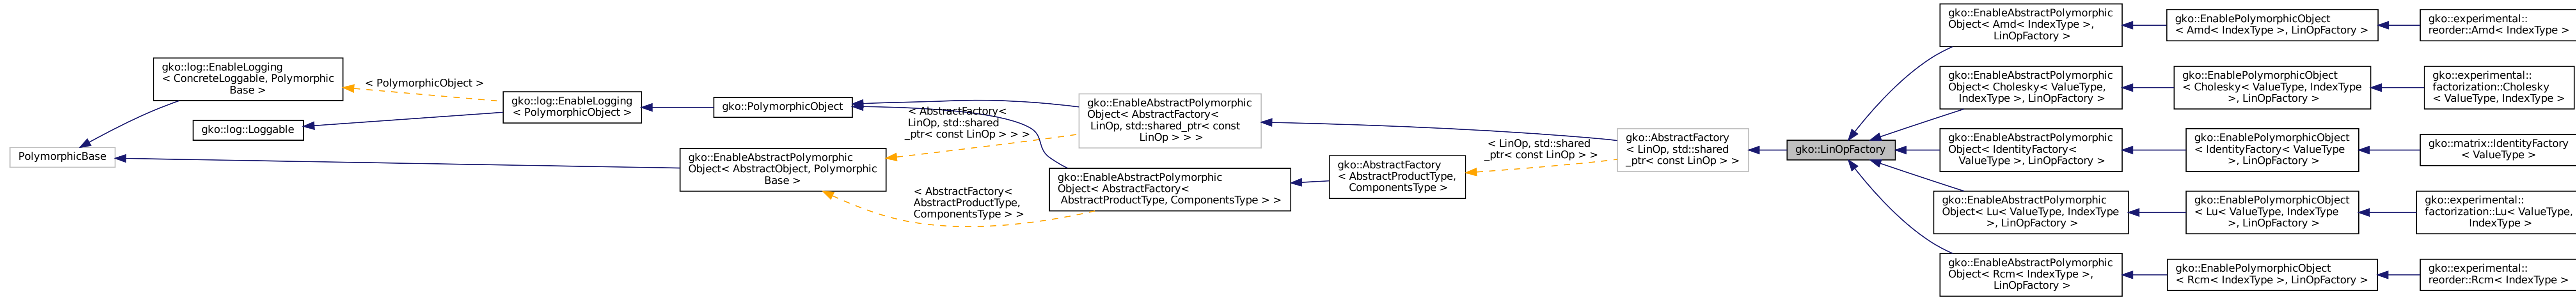 PolymorphicBase
gko::log::EnableLogging
< ConcreteLoggable, Polymorphic
Base >
gko::log::Loggable
< PolymorphicObject >
gko::log::EnableLogging
< PolymorphicObject >
gko::EnableAbstractPolymorphic
Object< AbstractObject, Polymorphic
Base >
gko::PolymorphicObject
< AbstractFactory<
LinOp, std::shared
_ptr< const LinOp > > >
< AbstractFactory<
AbstractProductType,
ComponentsType > >
gko::EnableAbstractPolymorphic
Object< AbstractFactory<
LinOp, std::shared_ptr< const
LinOp > > >
gko::EnableAbstractPolymorphic
Object< AbstractFactory<
AbstractProductType, ComponentsType > >
gko::AbstractFactory
< AbstractProductType,
ComponentsType >
< LinOp, std::shared
_ptr< const LinOp > >
gko::AbstractFactory
< LinOp, std::shared
_ptr< const LinOp > >
gko::LinOpFactory
gko::EnableAbstractPolymorphic
Object< Amd< IndexType >,
LinOpFactory >
gko::EnablePolymorphicObject
< Amd< IndexType >, LinOpFactory >
gko::experimental::
reorder::Amd< IndexType >
gko::EnableAbstractPolymorphic
Object< Cholesky< ValueType,
IndexType >, LinOpFactory >
gko::EnablePolymorphicObject
< Cholesky< ValueType, IndexType
>, LinOpFactory >
gko::experimental::
factorization::Cholesky
< ValueType, IndexType >
gko::EnableAbstractPolymorphic
Object< IdentityFactory<
ValueType >, LinOpFactory >
gko::EnablePolymorphicObject
< IdentityFactory< ValueType
>, LinOpFactory >
gko::matrix::IdentityFactory
< ValueType >
gko::EnableAbstractPolymorphic
Object< Lu< ValueType, IndexType
>, LinOpFactory >
gko::EnablePolymorphicObject
< Lu< ValueType, IndexType
>, LinOpFactory >
gko::experimental::
factorization::Lu< ValueType,
IndexType >
gko::EnableAbstractPolymorphic
Object< Rcm< IndexType >,
LinOpFactory >
gko::EnablePolymorphicObject
< Rcm< IndexType >, LinOpFactory >
gko::experimental::
reorder::Rcm< IndexType >